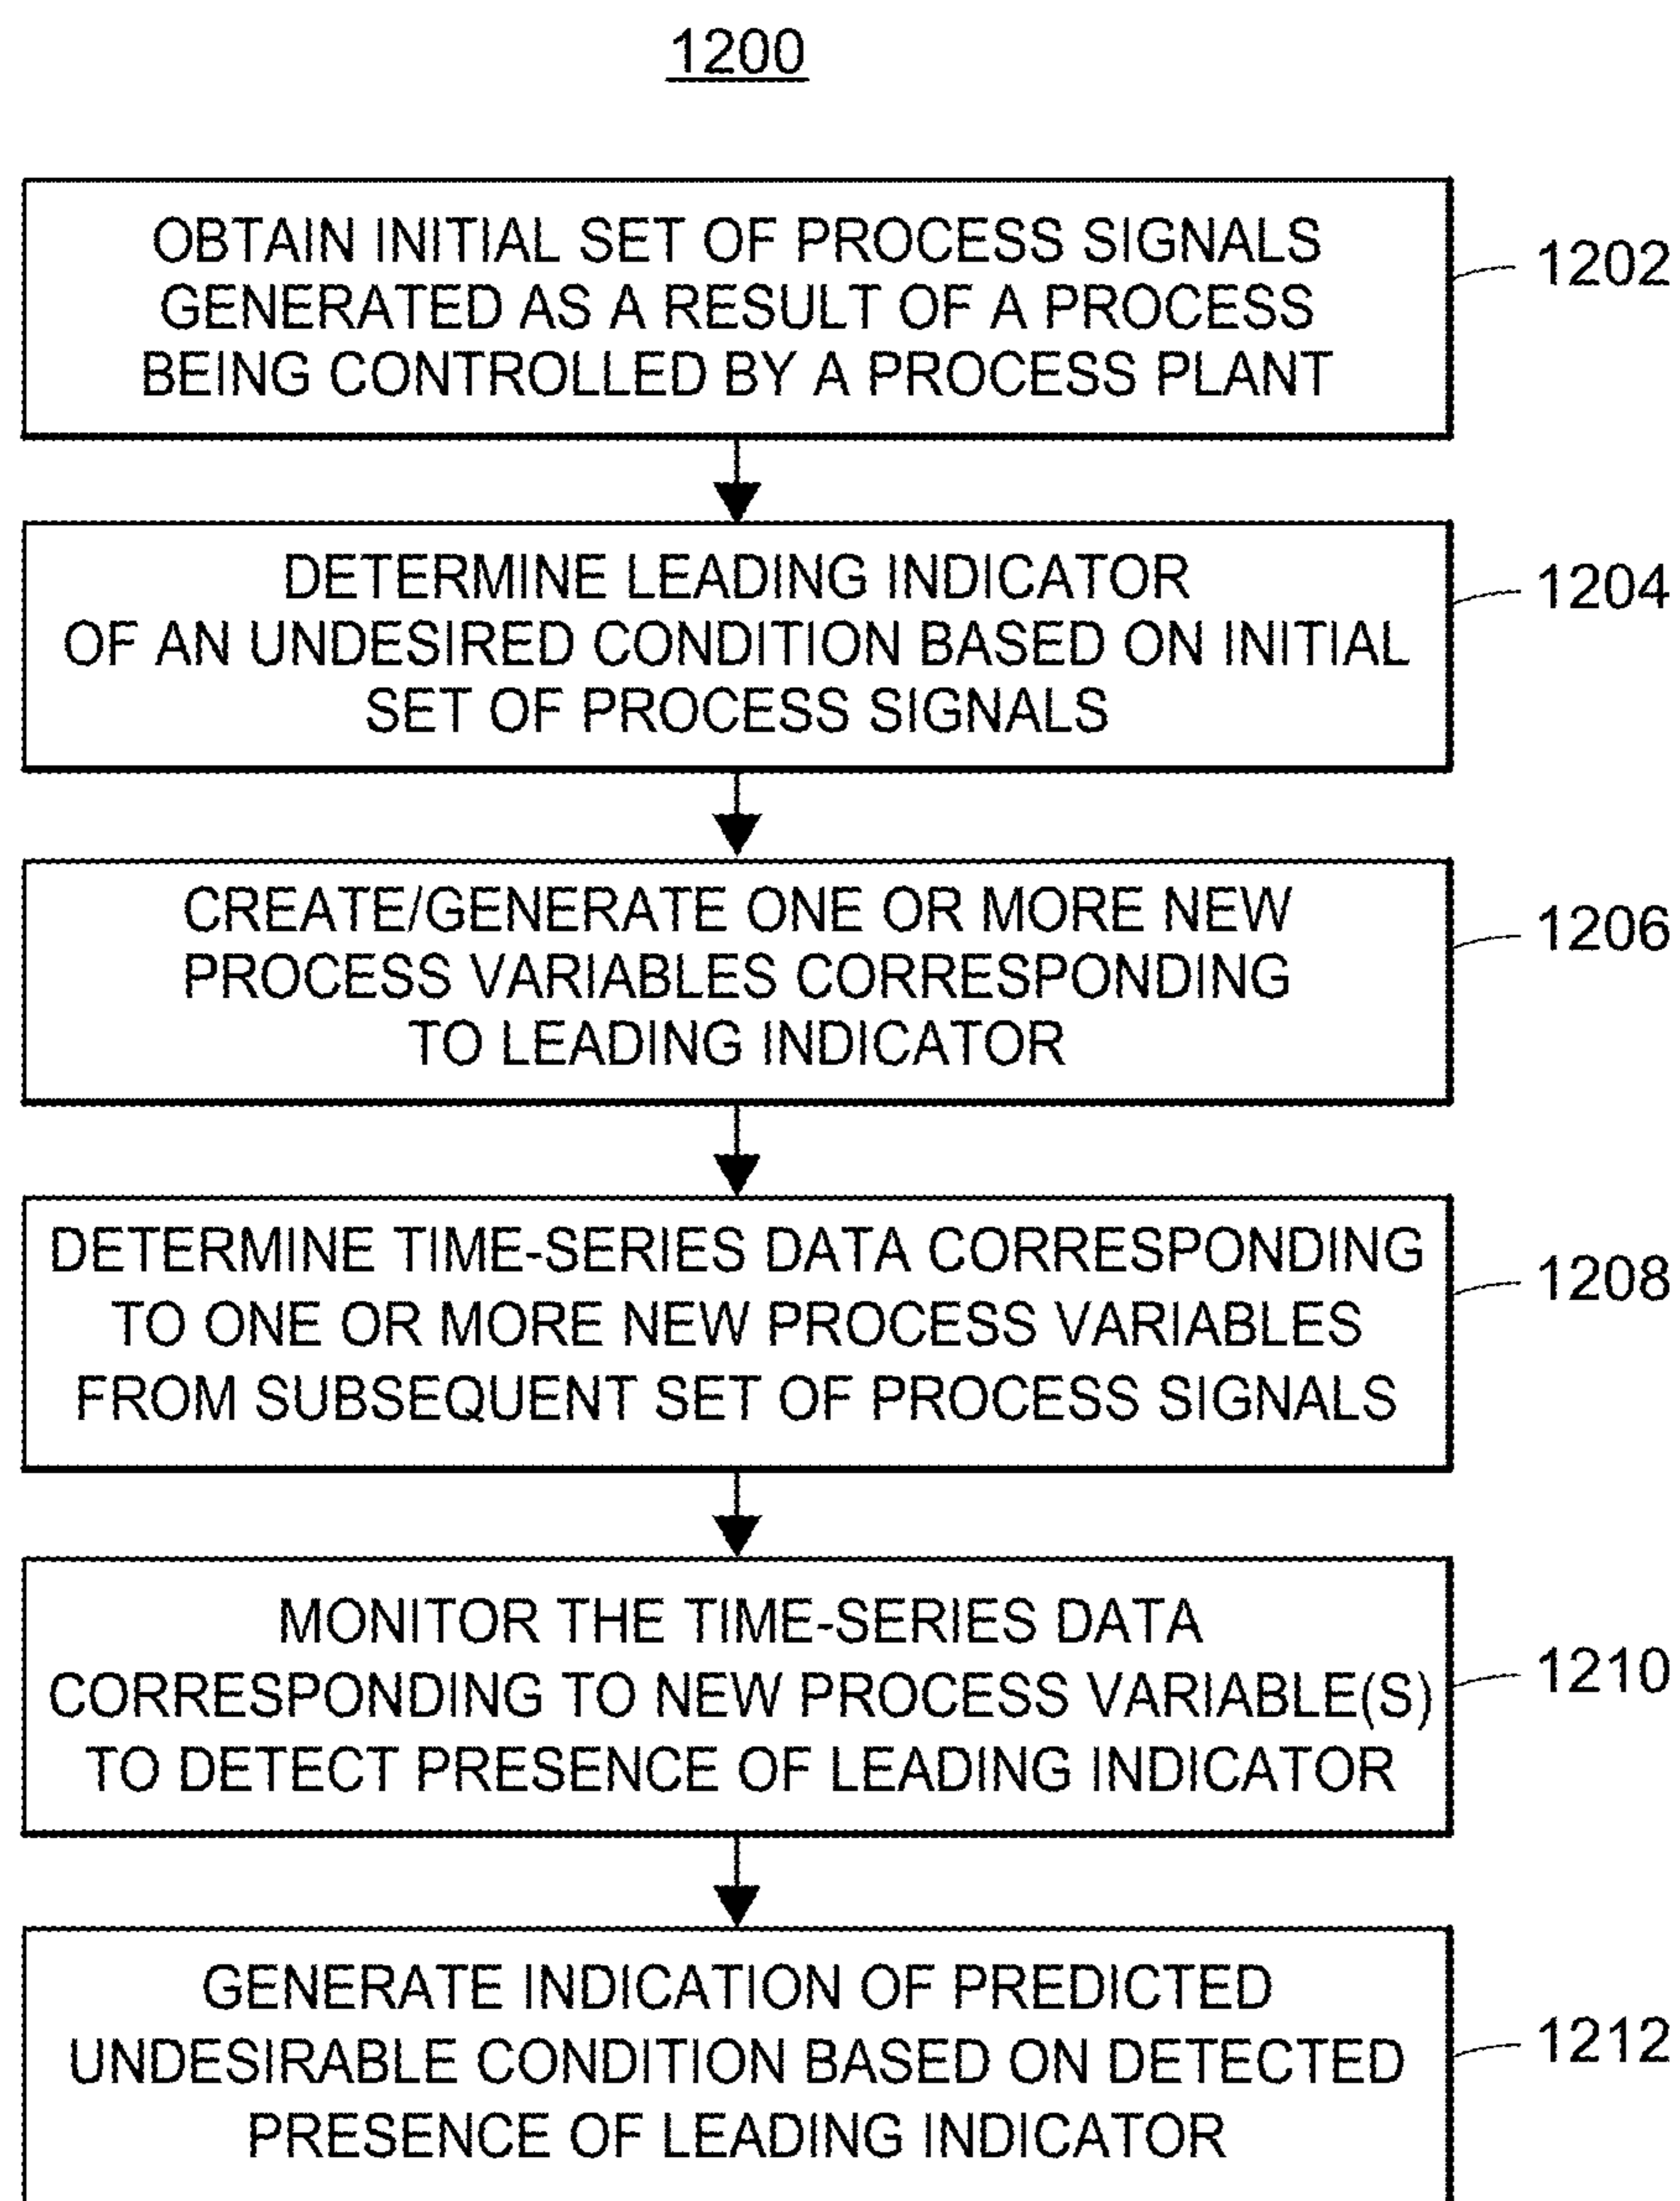 1200
OBTAIN INITIAL SET OF PROCESS SIGNALS
GENERATED AS A RESULT OF A PROCESS
BEING CONTROLLED BY A PROCESS PLANT
1202
DETERMINE LEADING INDICATOR
OF AN UNDESIRED CONDITION BASED ON INITIAL
SET OF PROCESS SIGNALS
1204
CREATE/GENERATE ONE OR MORE NEW
PROCESS VARIABLES CORRESPONDING
TO LEADING INDICATOR
1206
DETERMINE TIME-SERIES DATA CORRESPONDING
TO ONE OR MORE NEW PROCESS VARIABLES
FROM SUBSEQUENT SET OF PROCESS SIGNALS
1208
MONITOR THE TIME-SERIES DATA
CORRESPONDING TO NEW PROCESS VARIABLE(S)
TO DETECT PRESENCE OF LEADING INDICATOR
1210
GENERATE INDICATION OF PREDICTED
UNDESIRABLE CONDITION BASED ON DETECTED
PRESENCE OF LEADING INDICATOR
1212